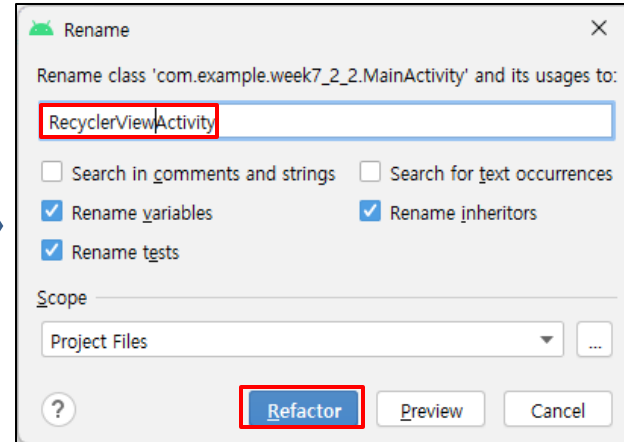 Rename
Rename class 'com.example.week7_2_2.MainActivity' and its usages to:
RecyclerViewActivity
Search in comments and strings Search for text occurrences
Rename variables Rename inheritors
Rename tests
Scope
Project Files ...
? Refactor Preview Cancel